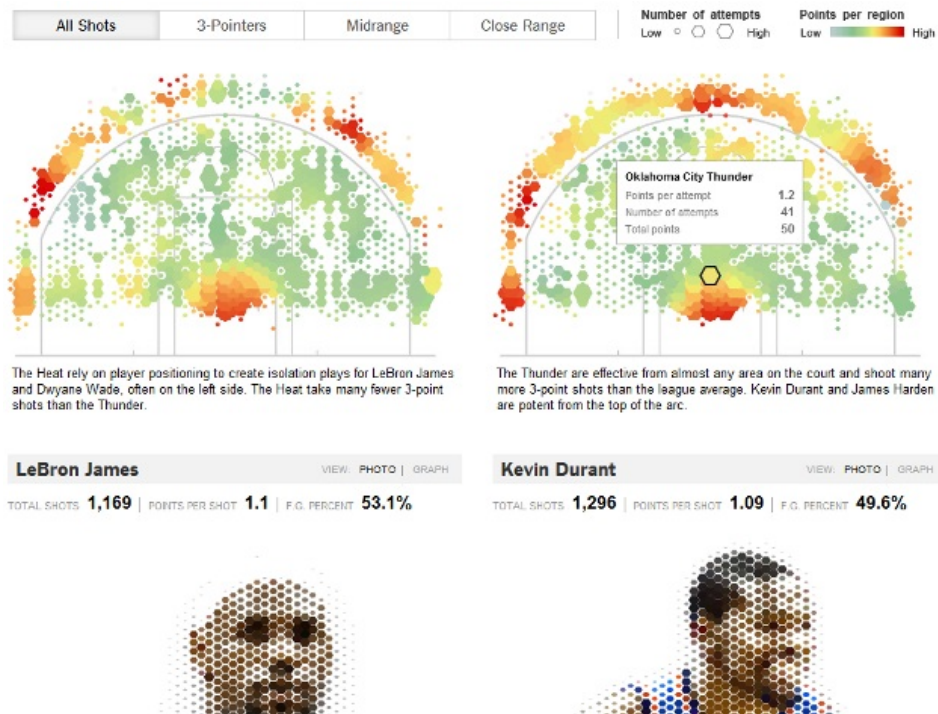 All Shots 3-Pointers Midrange Close Range
Number of attempts
Low High
Points per region
Low High
Oklahoma City Thunder
Points per attempt 1.2
Number of attempts 41
Total points 50
The Heat rely on player positioning to create isolation plays for LeBron James
and Dwyane Wade, often on the left side. The Heat take many fewer 3-point
shots than the Thunder.
The Thunder are effective from almost any area on the court and shoot many
more 3-point shots than the league average. Kevin Durant and James Harden
are potent from the top of the arc.
LeBron James VIEW: PHOTO | GRAPH
TOTAL SHOTS 1,169 | POINTS PER SHOT 1.1 | F.G. PERCENT 53.1%
Kevin Durant VIEW: PHOTO | GRAPH
TOTAL SHOTS 1,296 | POINTS PER SHOT 1.09 | F.G. PERCENT 49.6%